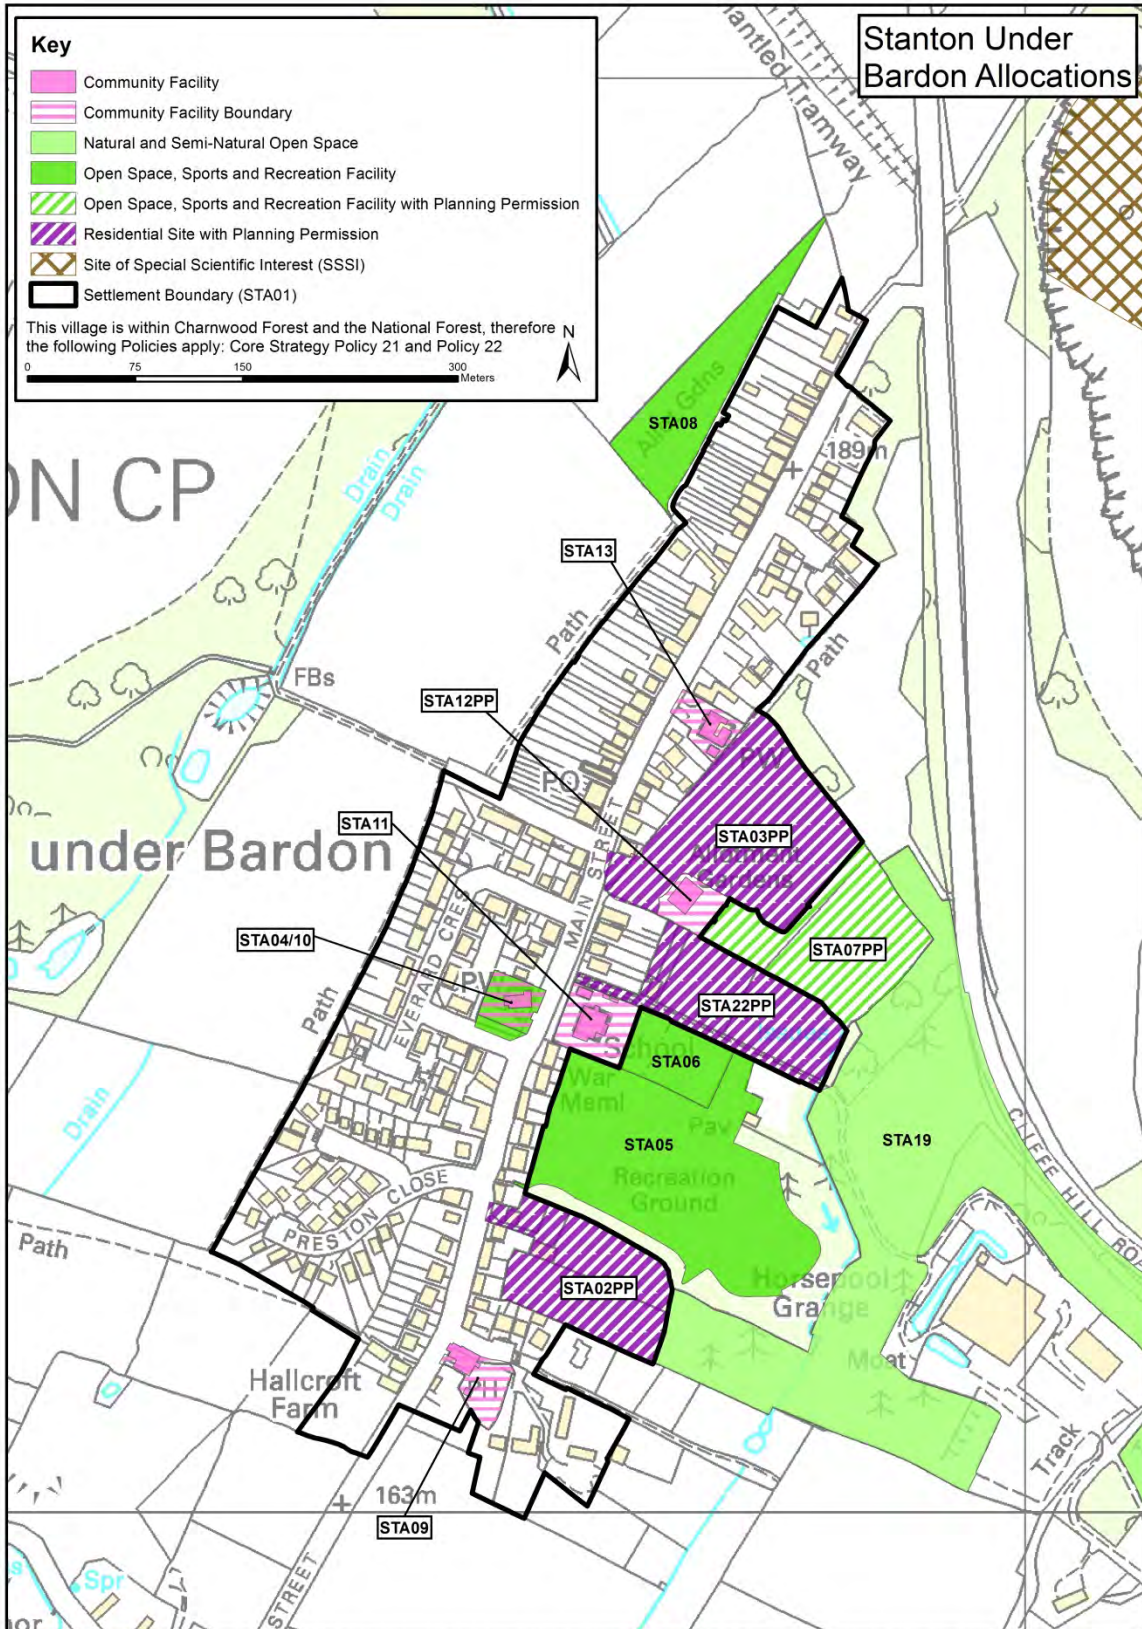 Stanton Under
Bardon Allocations
Key
Community Facility
Community Facility Boundary
Natural and Semi-Natural Open Space
Open Space, Sports and Recreation Facility
Open Space, Sports and Recreation Facility with Planning Permission
Residential Site with Planning Permission
Site of Special Scientific Interest (SSSI)
Settlement Boundary (STA01)
This village is within Charnwood Forest and the National Forest, therefore
the following Policies apply: Core Strategy Policy 21 and Policy 22
N
0 75 150 300
Meters
antled Tramway
STA08
Allot Gdns
189m
Drain
Drain
ON CP
STA13
Path
Path
FBs
STA12PP
PW
PO
STA11
STA03PP
Allotment
Gardens
under Bardon
MAIN STREET
EVERARD CRES
STA04/10
PW
STA07PP
STA22PP
Path
School
STA06
War
Meml
Drain
Pav
STA05
STA19
CLIFFE HILL RO
Recreation
Ground
PRESTON CLOSE
Path
STA02PP
Horsepool
Grange
Moat
Hallcroft
Farm
PH
Track
163m
STA09
STREET
Spr
or